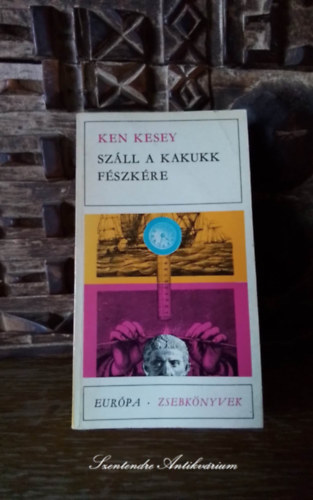 KEN KESEY
SZÁLL A KAKUKK
FÉSZKÉRE
EURÓPA · ZSEBKÖNYVEK
Szentendre Antikvárium